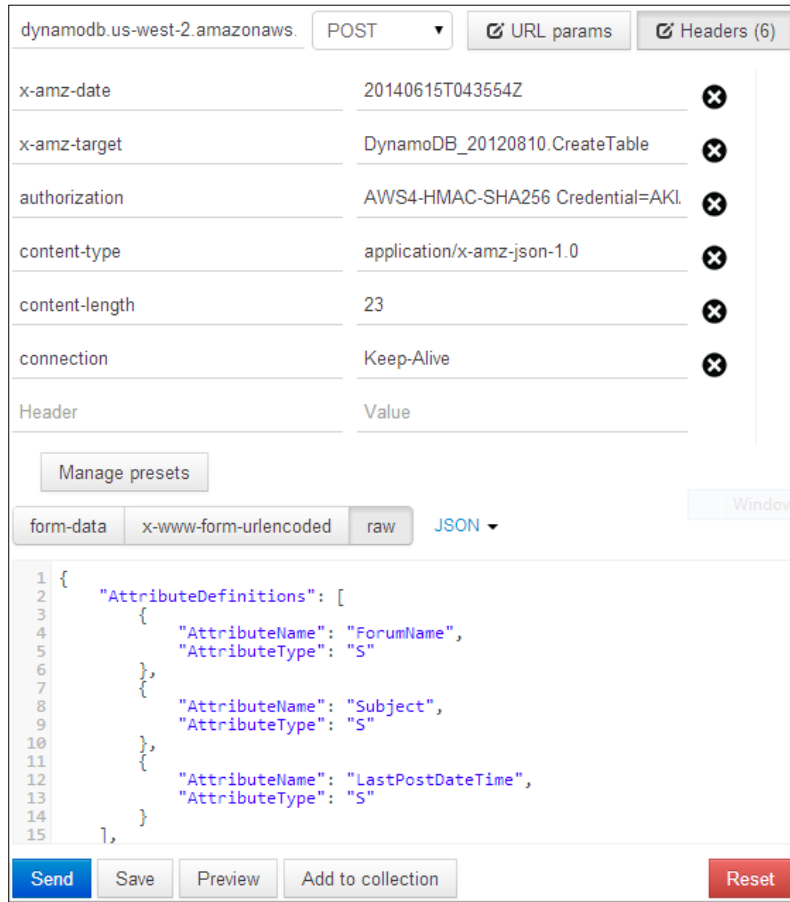 dynamodb.us-west-2.amazonaws. POST URL params Headers (6)
x-amz-date 20140615T043554Z
x-amz-target DynamoDB_20120810.CreateTable
authorization AWS4-HMAC-SHA256 Credential=AKI
content-type application/x-amz-json-1.0
content-length 23
connection Keep-Alive
Header Value
Manage presets
Window
form-data x-www-form-urlencoded raw JSON
1 {
2 "AttributeDefinitions": [
3 {
4 "AttributeName": "ForumName",
5 "AttributeType": "S"
6 },
7 {
8 "AttributeName": "Subject",
9 "AttributeType": "S"
10 },
11 {
12 "AttributeName": "LastPostDateTime",
13 "AttributeType": "S"
14 }
15 ],
Send Save Preview Add to collection Reset